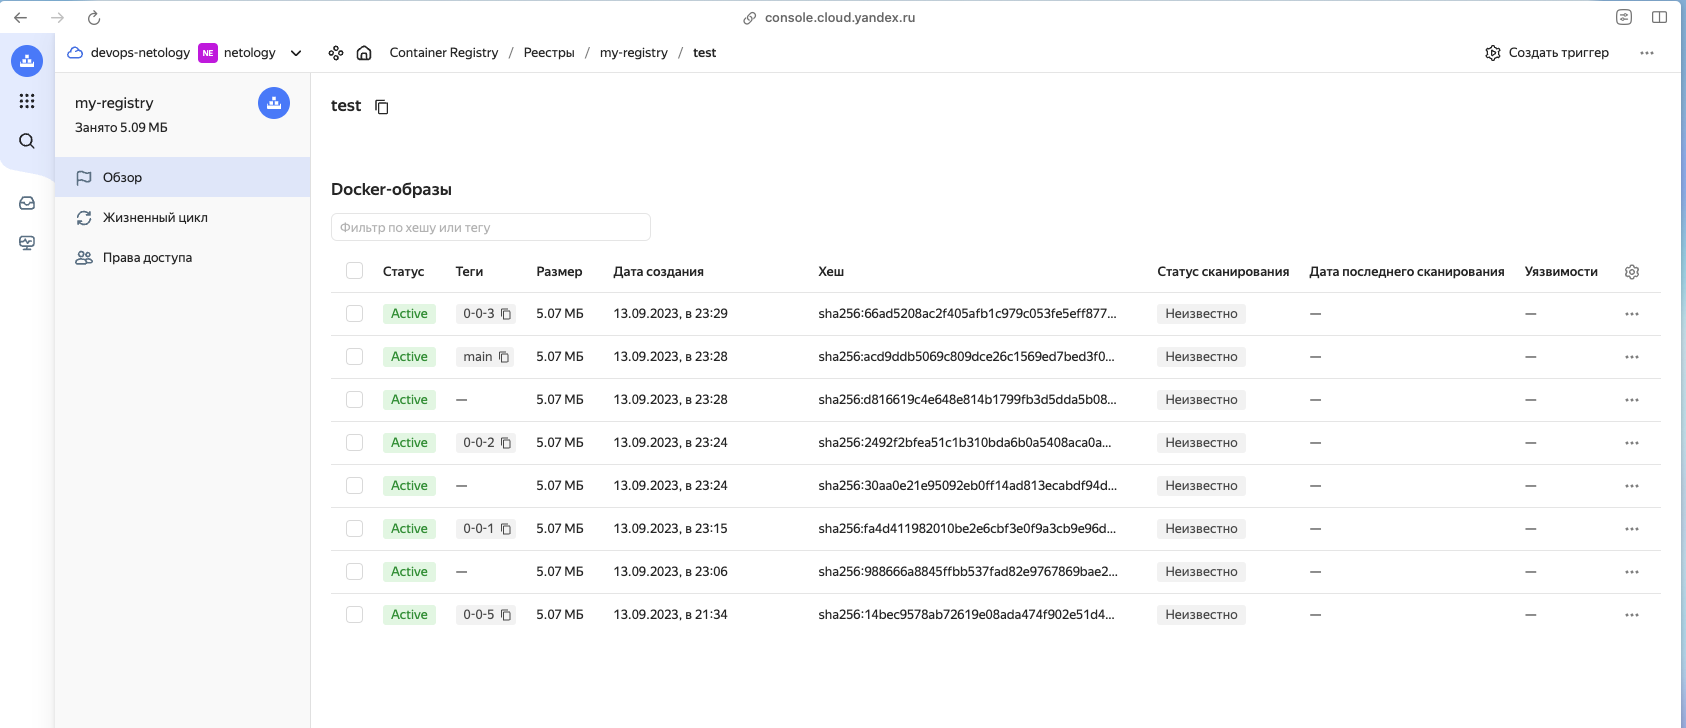 console.cloud.yandex.ru
devops-netology NE netology Container Registry / Реестры / my-registry / test Создать триггер
my-registry
Занято 5.09 МБ
Обзор
Жизненный цикл
Права доступа
test
Docker-образы
Фильтр по хешу или тегу
Статус Теги Размер Дата создания Хеш Статус сканирования Дата последнего сканирования Уязвимости
Active 0-0-3 5.07 МБ 13.09.2023, в 23:29 sha256:66ad5208ac2f405afb1c979c053fe5eff877... Неизвестно — —
Active main 5.07 МБ 13.09.2023, в 23:28 sha256:acd9ddb5069c809dce26c1569ed7bed3f0... Неизвестно — —
Active — 5.07 МБ 13.09.2023, в 23:28 sha256:d816619c4e648e814b1799fb3d5dda5b08... Неизвестно — —
Active 0-0-2 5.07 МБ 13.09.2023, в 23:24 sha256:2492f2bfea51c1b310bda6b0a5408aca0a... Неизвестно — —
Active — 5.07 МБ 13.09.2023, в 23:24 sha256:30aa0e21e95092eb0ff14ad813ecabdf94d... Неизвестно — —
Active 0-0-1 5.07 МБ 13.09.2023, в 23:15 sha256:fa4d411982010be2e6cbf3e0f9a3cb9e96d... Неизвестно — —
Active — 5.07 МБ 13.09.2023, в 23:06 sha256:988666a8845ffbb537fad82e9767869bae2... Неизвестно — —
Active 0-0-5 5.07 МБ 13.09.2023, в 21:34 sha256:14bec9578ab72619e08ada474f902e51d4... Неизвестно — —